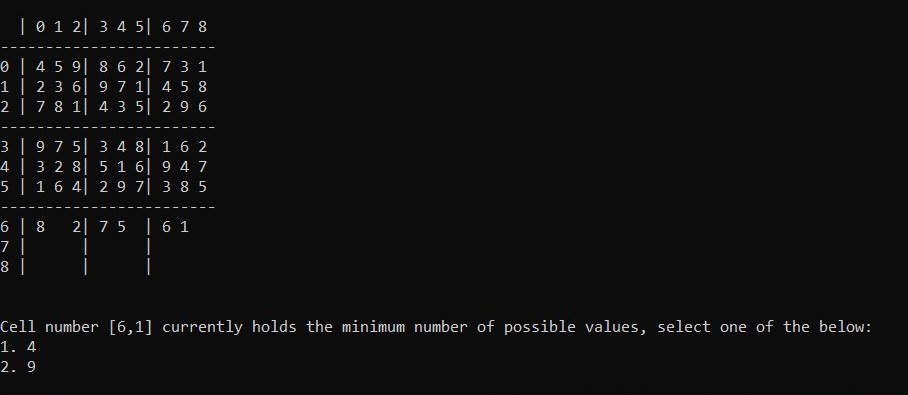 | 0 1 2| 3 4 5| 6 7 8
------------------------
0 | 4 5 9| 8 6 2| 7 3 1
1 | 2 3 6| 9 7 1| 4 5 8
2 | 7 8 1| 4 3 5| 2 9 6
------------------------
3 | 9 7 5| 3 4 8| 1 6 2
4 | 3 2 8| 5 1 6| 9 4 7
5 | 1 6 4| 2 9 7| 3 8 5
------------------------
6 | 8   2| 7 5  | 6 1
7 |      |      |
8 |      |      |
Cell number [6,1] currently holds the minimum number of possible values, select one of the below:
1. 4
2. 9